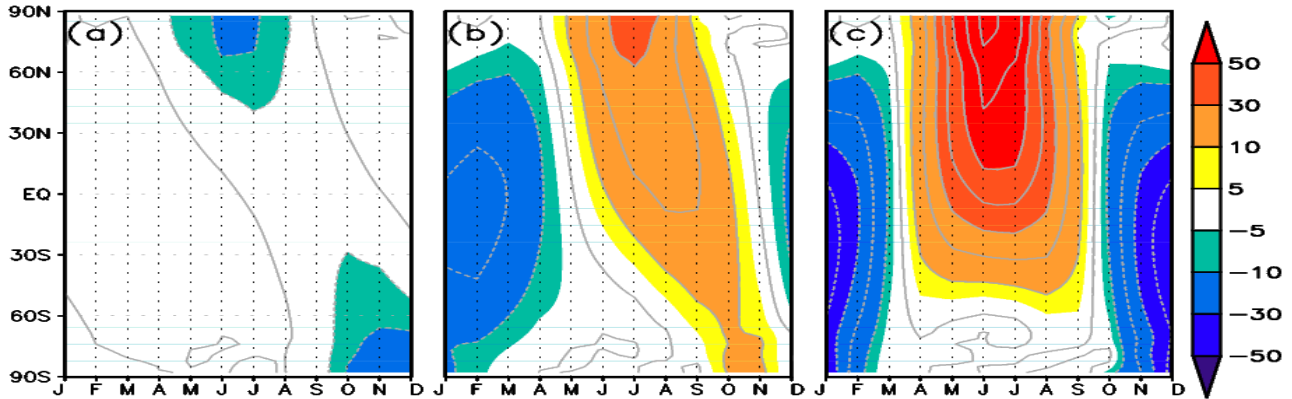 (a) (b) (c)
90N
60N
30N
EQ
30S
60S
90S
J F M A M J J A S O N D
J F M A M J J A S O N D
J F M A M J J A S O N D
50
30
10
5
−5
−10
−30
−50